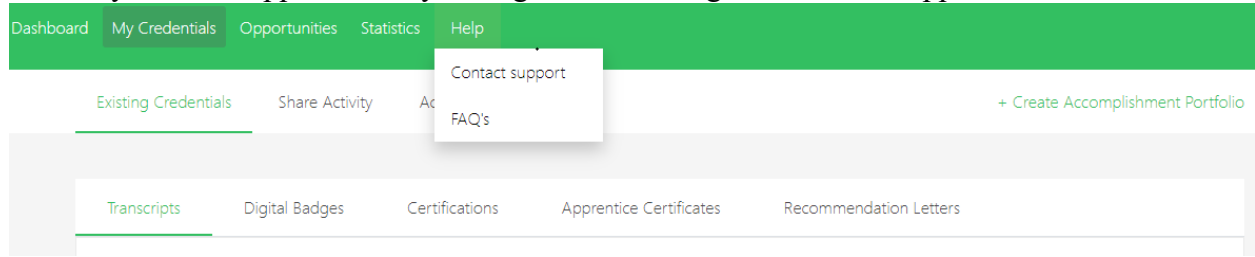 Dashboard My Credentials Opportunities Statistics Help
Contact support
Existing Credentials Share Activity + Create Accomplishment Portfolio
FAQ's
Transcripts Digital Badges Certifications Apprentice Certificates Recommendation Letters